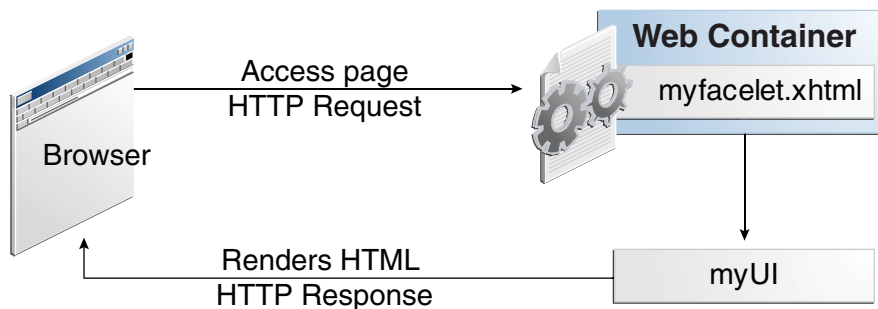 Web Container
myfacelet.xhtml
Access page
HTTP Request
Browser
Renders HTML
HTTP Response
myUI